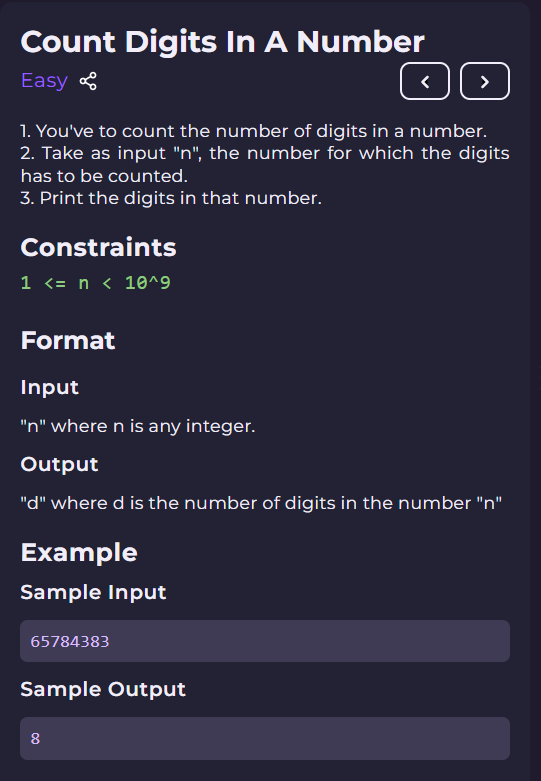 Count Digits In A Number
Easy
1. You've to count the number of digits in a number.
2. Take as input "n", the number for which the digits
has to be counted.
3. Print the digits in that number.
Constraints
1 <= n < 10^9
Format
Input
"n" where n is any integer.
Output
"d" where d is the number of digits in the number "n"
Example
Sample Input
65784383
Sample Output
8